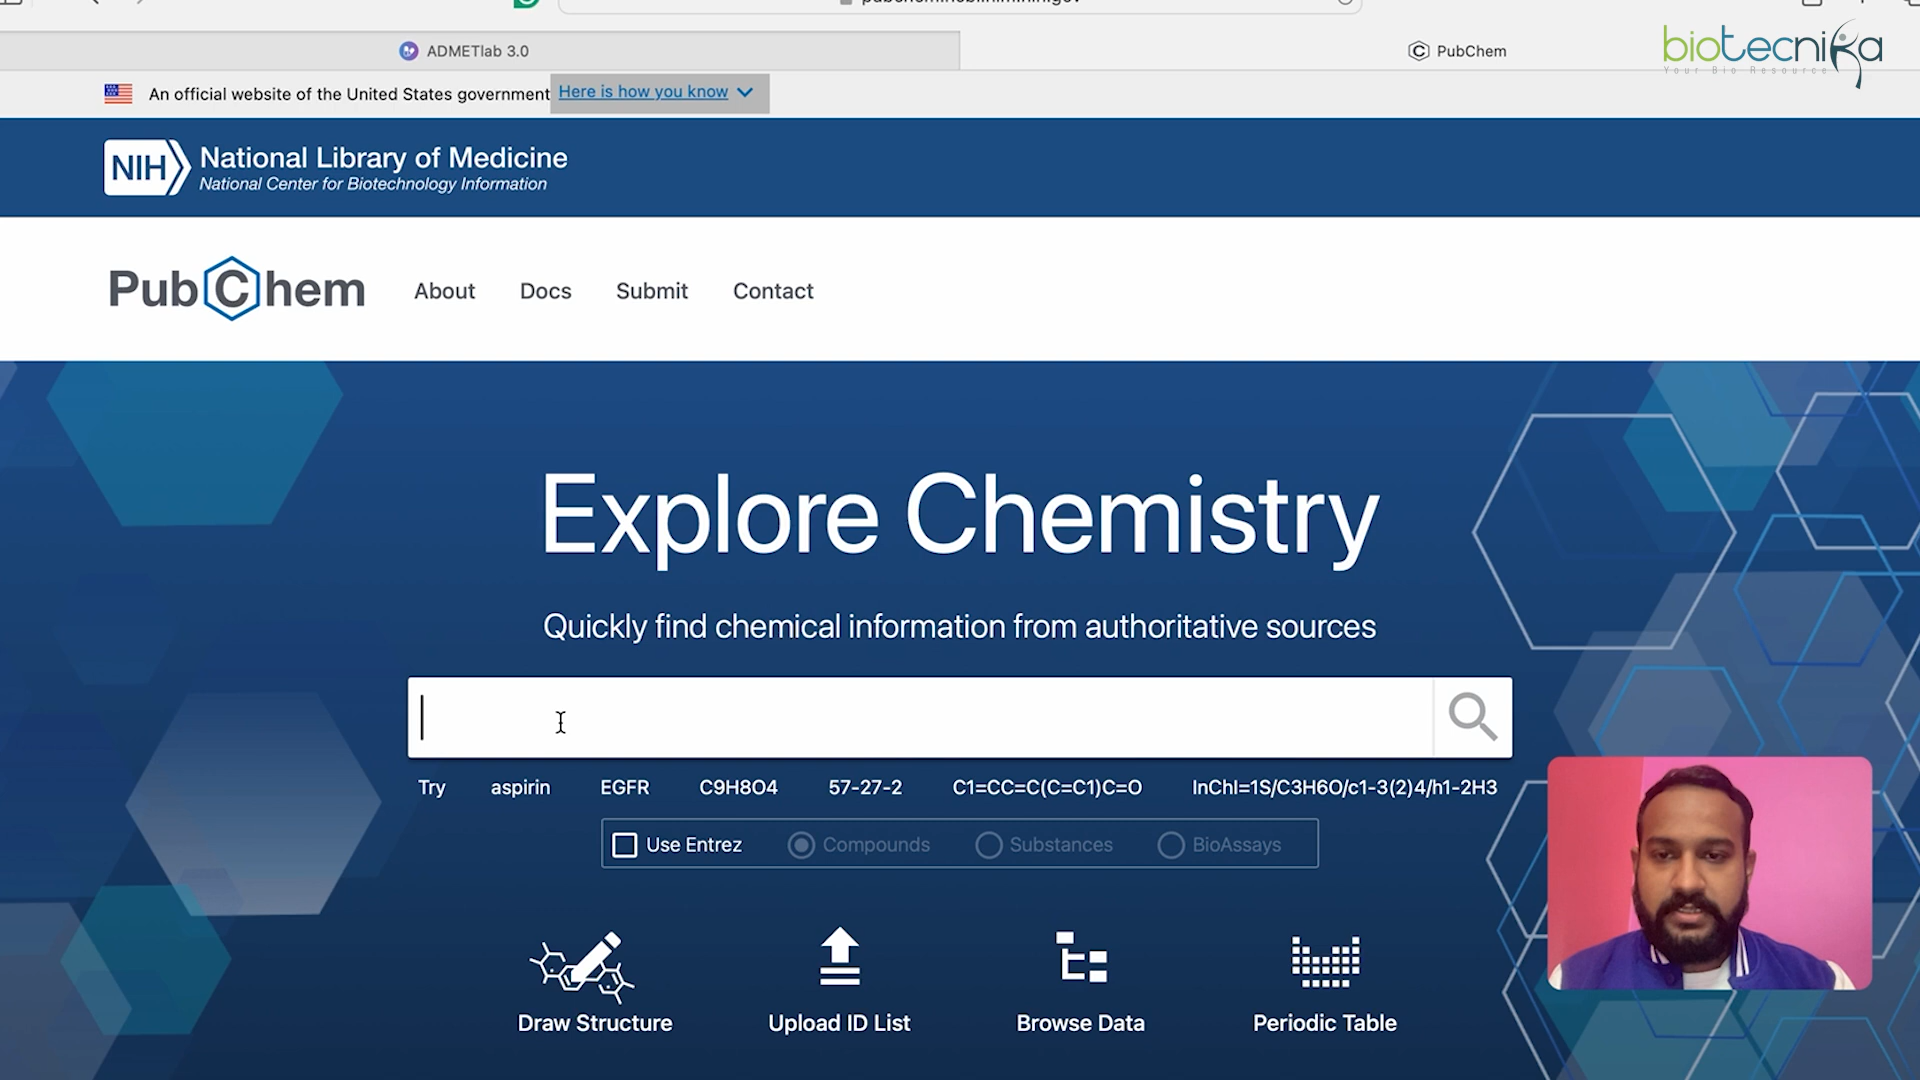 ADMETlab 3.0
PubChem
biotecnika
Your Bio Resource
An official website of the United States government
Here is how you know
NIH
National Library of Medicine
National Center for Biotechnology Information
PubChem
About
Docs
Submit
Contact
Explore Chemistry
Quickly find chemical information from authoritative sources
Try
aspirin
EGFR
C9H8O4
57-27-2
C1=CC=C(C=C1)C=O
InChI=1S/C3H6O/c1-3(2)4/h1-2H3
Use Entrez
Compounds
Substances
BioAssays
Draw Structure
Upload ID List
Browse Data
Periodic Table